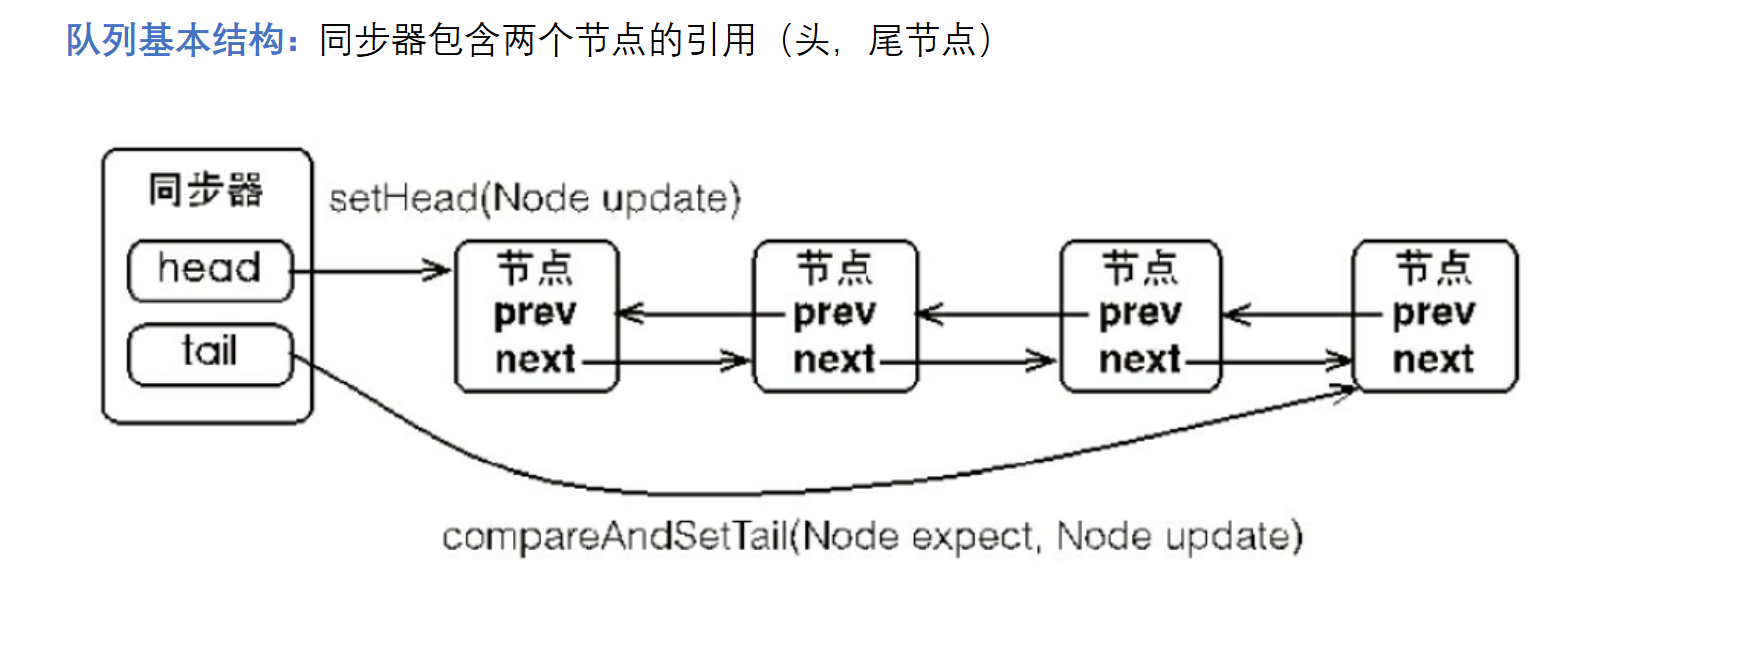 队列基本结构：同步器包含两个节点的引用（头，尾节点）
同步器
setHead(Node update)
head
tail
节点
prev
next
节点
prev
next
节点
prev
next
节点
prev
next
compareAndSetTail(Node expect, Node update)